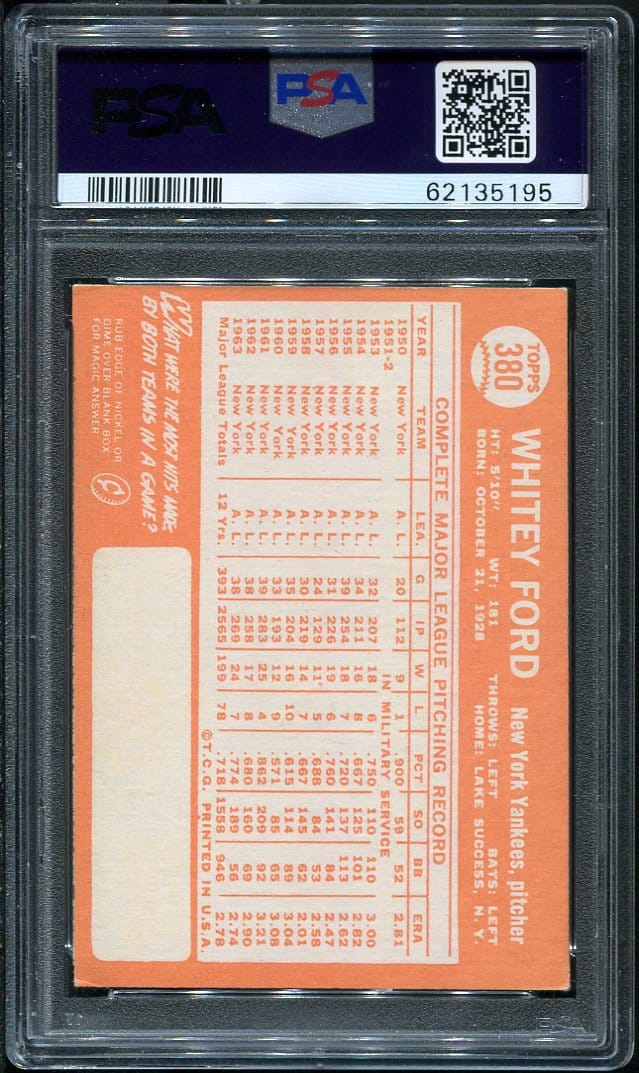 PSA
PSA
62135195
TOPPS
380
WHITEY FORD New York Yankees, pitcher
HT: 5'10" WT: 181 THROWS: LEFT BATS: LEFT
BORN: OCTOBER 21, 1928 HOME: LAKE SUCCESS, N. Y.
COMPLETE MAJOR LEAGUE PITCHING RECORD
YEAR TEAM LEA. G IP W L PCT SO BB ERA
1950 New York A. L. 20 112 9 1 .900 59 52 2.81
1951-2 IN MILITARY SERVICE
1953 New York A. L. 32 207 18 6 .750 110 110 3.00
1954 New York A. L. 34 211 16 8 .667 125 101 2.82
1955 New York A. L. 39 254 18 7 .720 137 113 2.62
1956 New York A. L. 31 226 19 6 .760 141 84 2.47
1957 New York A. L. 24 129 11 5 .688 84 53 2.58
1958 New York A. L. 30 219 14 7 .667 145 62 2.01
1959 New York A. L. 35 204 16 10 .615 114 89 3.04
1960 New York A. L. 33 193 12 9 .571 85 65 3.08
1961 New York A. L. 39 283 25 4 .862 209 92 3.21
1962 New York A. L. 38 258 17 8 .680 160 69 2.90
1963 New York A. L. 38 269 24 7 .774 189 56 2.74
Major League Totals 12 Yrs. 393 2565 199 78 .718 1558 946 2.78
©T.C.G. PRINTED IN U.S.A.
WHAT WERE THE MOST HITS MADE
BY BOTH TEAMS IN A GAME?
RUB EDGE OF NICKEL OR
DIME OVER BLANK BOX
FOR MAGIC ANSWER